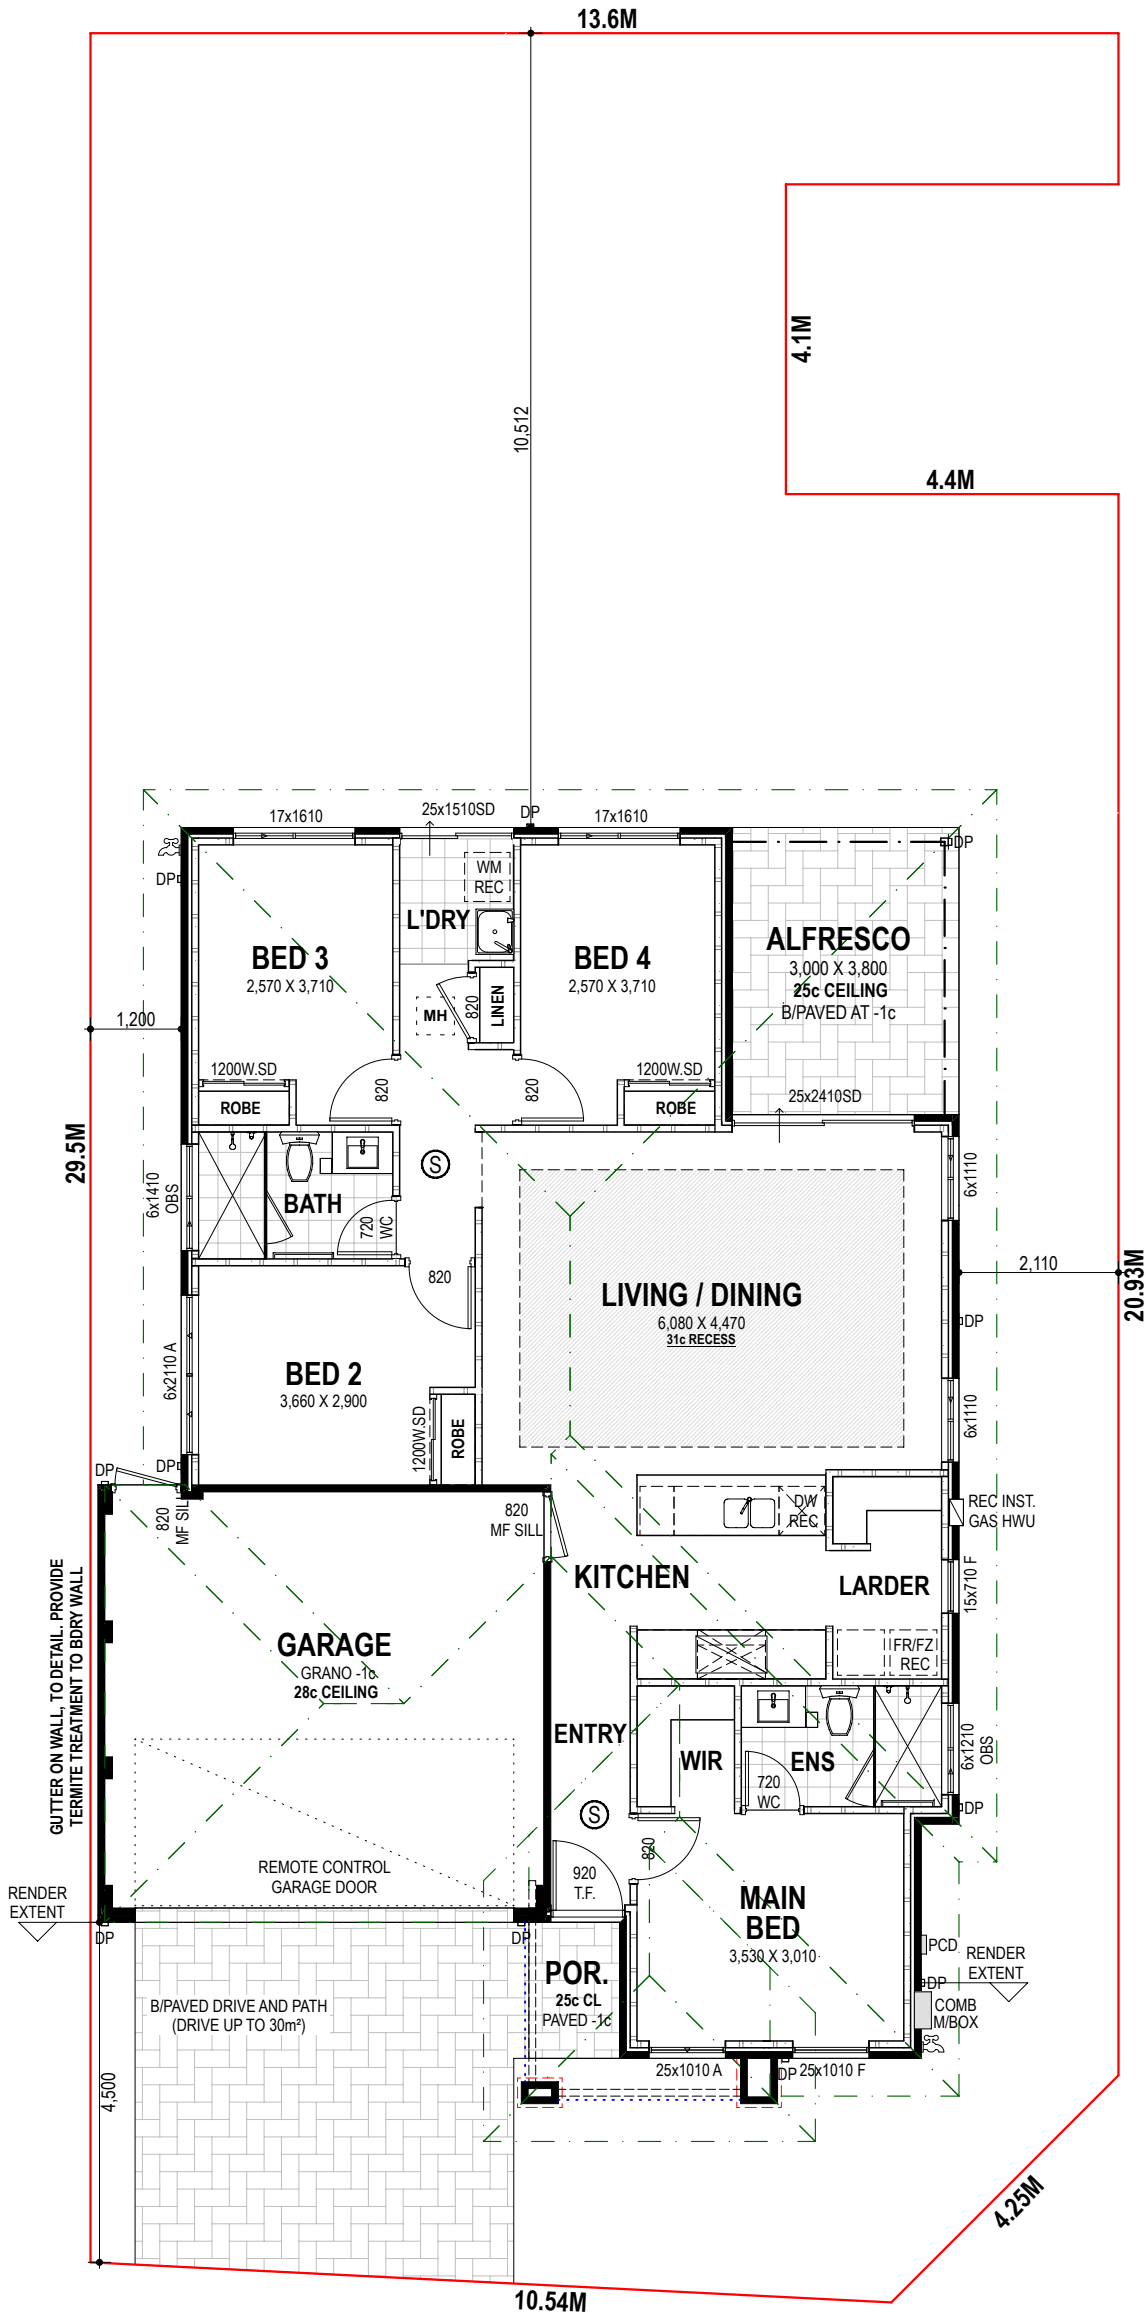 13.6M
4.1M
10,512
4.4M
17x1610
25x1510SD
DP
17x1610
DP
DP
WM
REC
L'DRY
BED 3
2,570 X 3,710
BED 4
2,570 X 3,710
ALFRESCO
3,000 X 3,800
25c CEILING
B/PAVED AT -1c
LINEN
820
MH
1,200
1200W.SD
820
820
1200W.SD
25x2410SD
ROBE
ROBE
29.5M
6x1410
OBS
BATH
720
WC
S
6x1110
2,110
20.93M
820
LIVING / DINING
6,080 X 4,470
31c RECESS
DP
6x2110 A
BED 2
3,660 X 2,900
1200W.SD
ROBE
6x1110
DP
DP
820
MF SILL
820
MF SILL
DW
REC
REC INST.
GAS HWU
KITCHEN
LARDER
15x710 F
GUTTER ON WALL, TO DETAIL. PROVIDE
TERMITE TREATMENT TO BDRY WALL
GARAGE
GRANO -1c
28c CEILING
FR/FZ
REC
ENTRY
WIR
ENS
720
WC
6x1210
OBS
DP
S
820
REMOTE CONTROL
GARAGE DOOR
920
T.F.
RENDER
EXTENT
DP
DP
MAIN
BED
3,530 X 3,010
PCD
RENDER
EXTENT
DP
POR.
25c CL
PAVED -1c
COMB
M/BOX
B/PAVED DRIVE AND PATH
(DRIVE UP TO 30m²)
25x1010 A
DP
25x1010 F
4,500
4.25M
10.54M